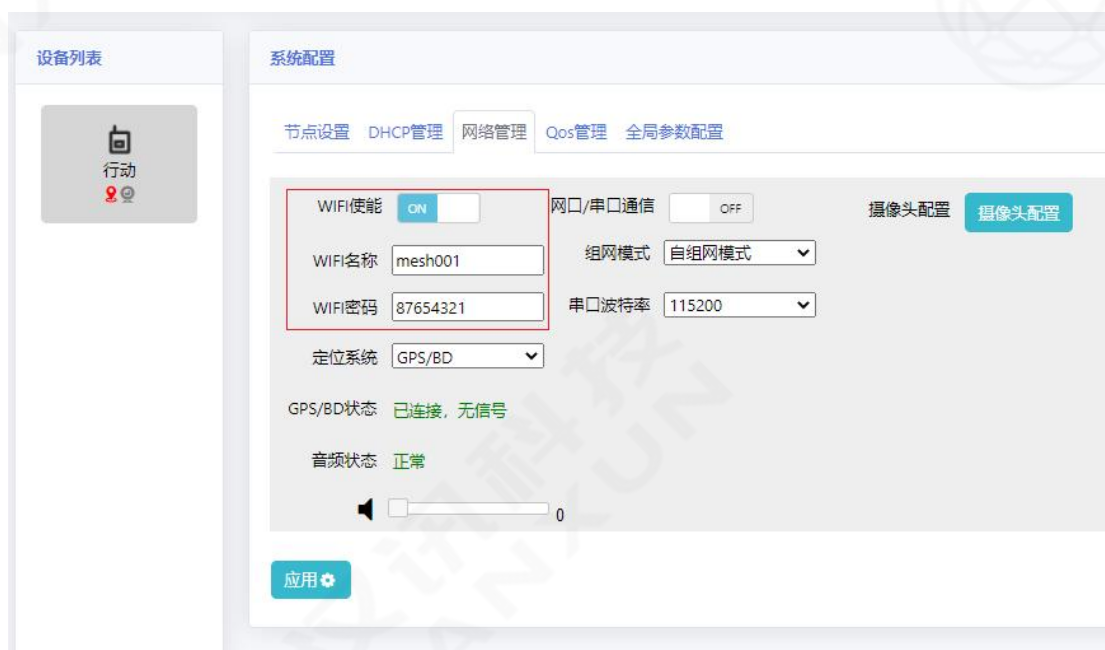 设备列表
系统配置
行动
节点设置 DHCP管理 网络管理 Qos管理 全局参数配置
WIFI使能 ON 网口/串口通信 OFF 摄像头配置 摄像头配置
WIFI名称 mesh001 组网模式 自组网模式
WIFI密码 87654321 串口波特率 115200
定位系统 GPS/BD
GPS/BD状态 已连接, 无信号
音频状态 正常
0
应用